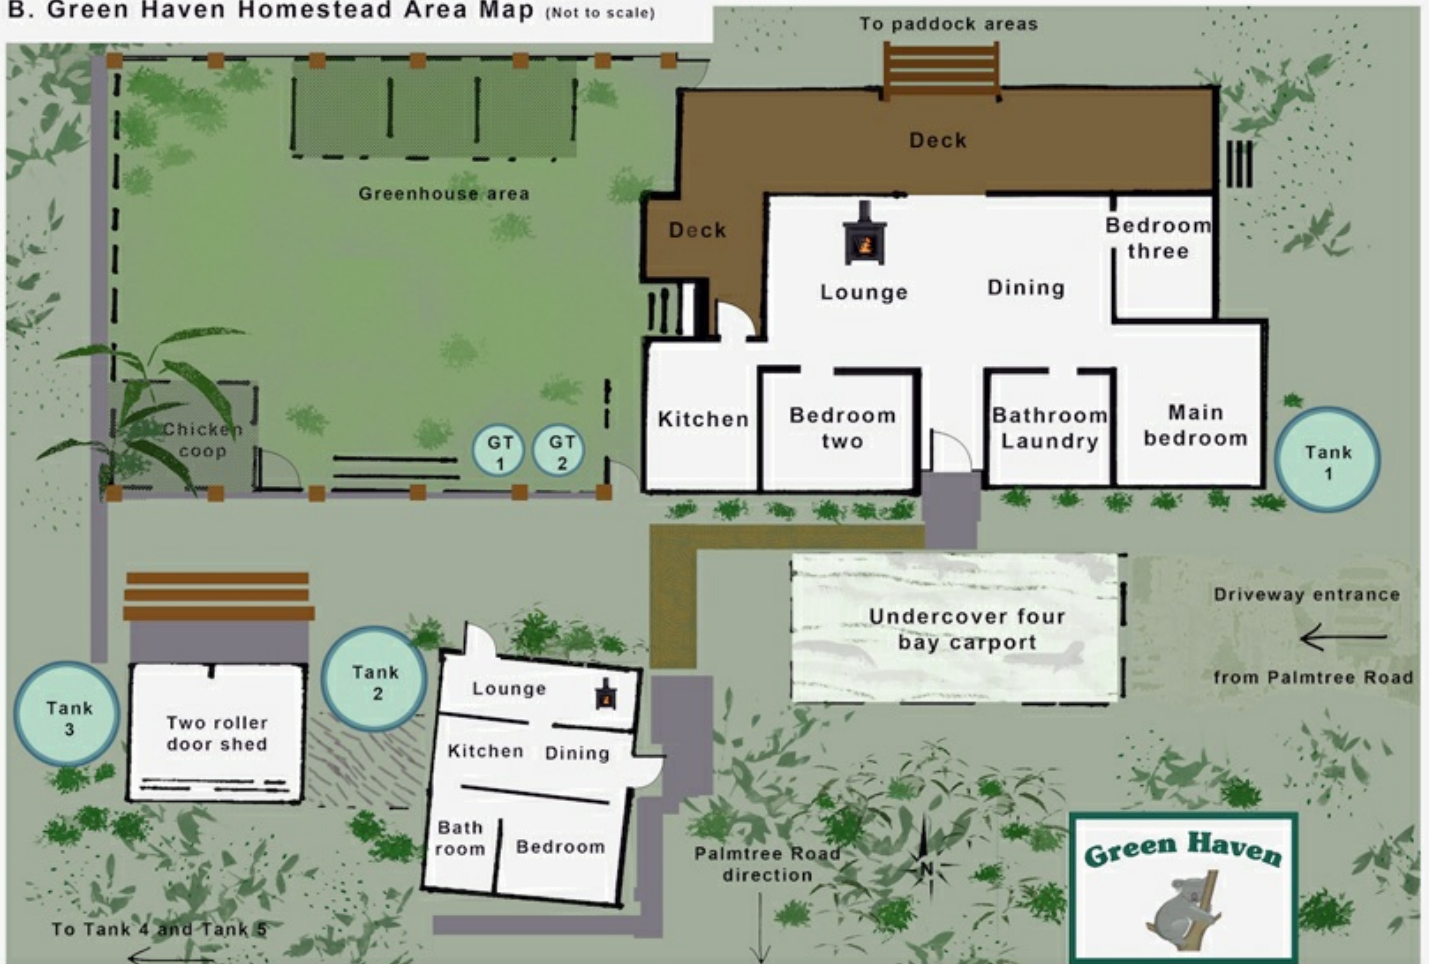 B. Green Haven Homestead Area Map (Not to scale)
To paddock areas
Deck
Greenhouse area
Deck
Bedroom
three
Lounge
Dining
Chicken
coop
GT
1
GT
2
Kitchen
Bedroom
two
Bathroom
Laundry
Main
bedroom
Tank
1
Driveway entrance
from Palmtree Road
Undercover four
bay carport
Tank
2
Tank
3
Two roller
door shed
Lounge
Kitchen
Dining
Bath
room
Bedroom
Palmtree Road
direction
N
Green Haven
To Tank 4 and Tank 5